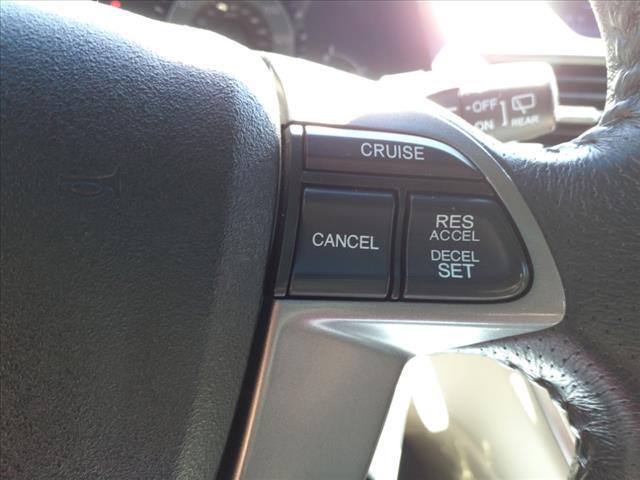 OFF
ON
REAR
CRUISE
CANCEL
RES
ACCEL
DECEL
SET